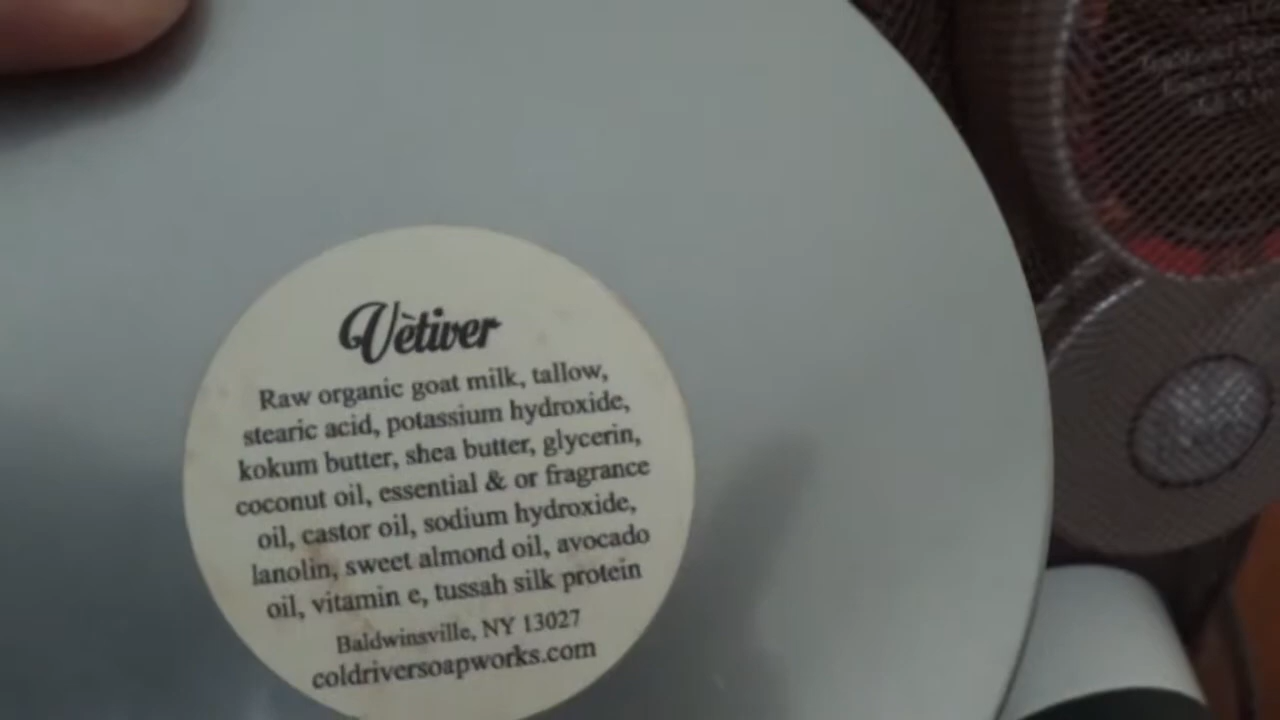 Vètiver
Raw organic goat milk, tallow,
stearic acid, potassium hydroxide,
kokum butter, shea butter, glycerin,
coconut oil, essential & or fragrance
oil, castor oil, sodium hydroxide,
lanolin, sweet almond oil, avocado
oil, vitamin e, tussah silk protein
Baldwinsville, NY 13027
coldriversoapworks.com